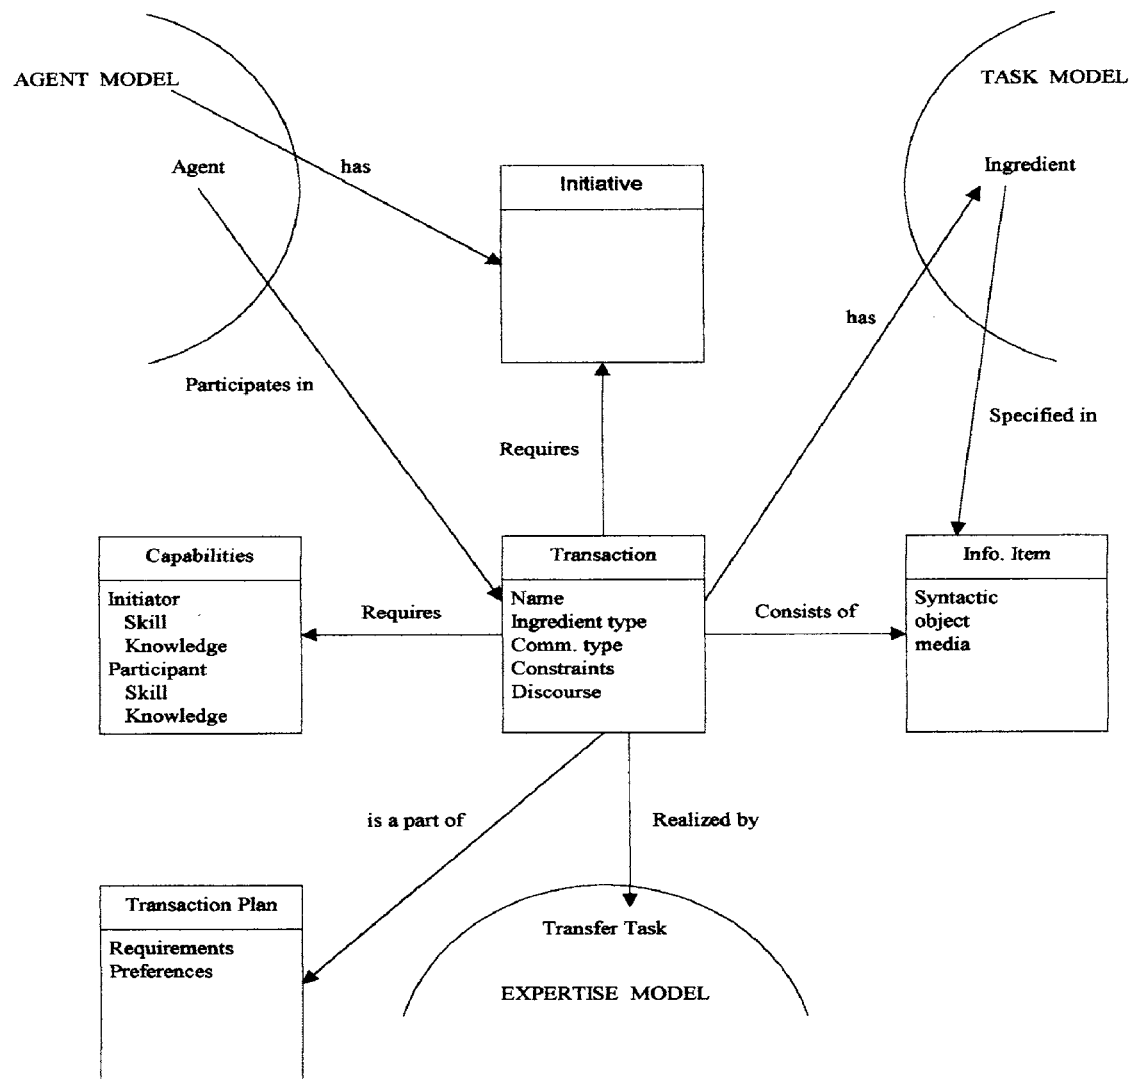 AGENT MODEL
TASK MODEL
Agent
has
Initiative
Ingredient
has
Participates in
Specified in
Requires
Capabilities
Initiator
Skill
Knowledge
Participant
Skill
Knowledge
Requires
Transaction
Name
Ingredient type
Comm. type
Constraints
Discourse
Consists of
Info. Item
Syntactic
object
media
is a part of
Realized by
Transaction Plan
Requirements
Preferences
Transfer Task
EXPERTISE MODEL